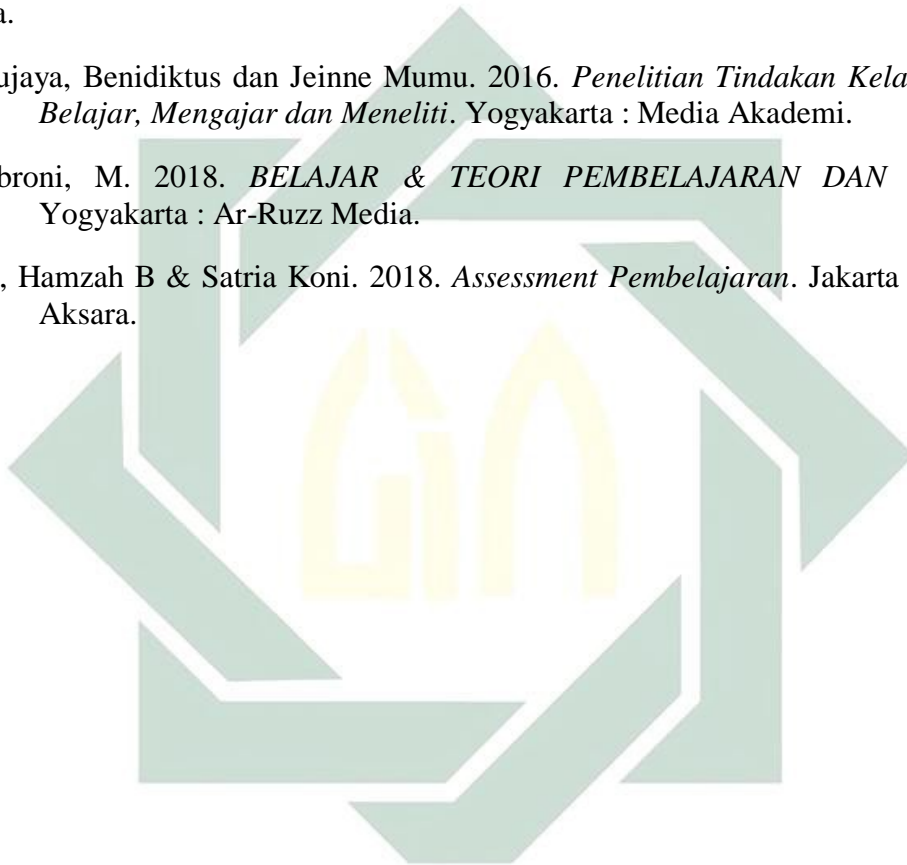 a.
ujaya, Benidiktus dan Jeinne Mumu. 2016. Penelitian Tindakan Kela
Belajar, Mengajar dan Meneliti. Yogyakarta : Media Akademi.
broni, M. 2018. BELAJAR & TEORI PEMBELAJARAN DAN
Yogyakarta : Ar-Ruzz Media.
, Hamzah B & Satria Koni. 2018. Assessment Pembelajaran. Jakarta
Aksara.